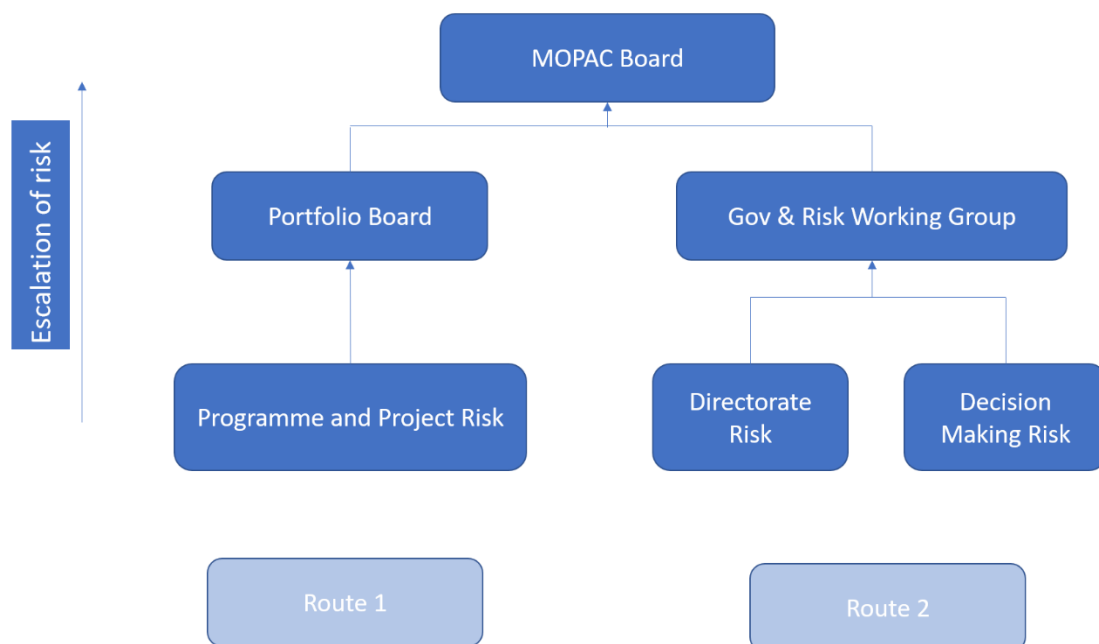 MOPAC Board
Escalation of risk
Portfolio Board
Gov & Risk Working Group
Programme and Project Risk
Directorate
Risk
Decision
Making Risk
Route 1
Route 2